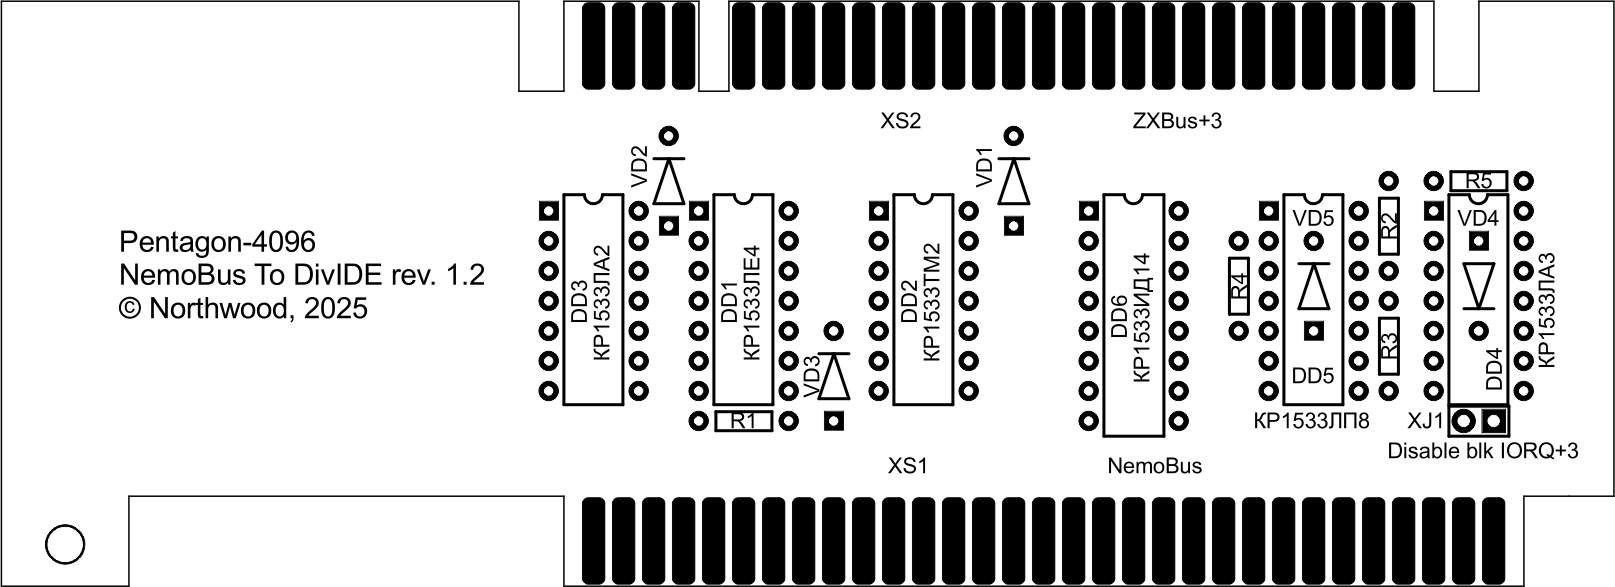 XS2
ZXBus+3
VD2
VD1
R5
Pentagon-4096
NemoBus To DivIDE rev. 1.2
© Northwood, 2025
DD3
КР1533ЛА2
DD1
КР1533ЛЕ4
R1
VD3
DD2
КР1533ТМ2
DD6
КР1533ИД14
R4
VD5
DD5
КР1533ЛП8
R2
R3
VD4
DD4
КР1533ЛА3
XJ1
Disable blk IORQ+3
XS1
NemoBus